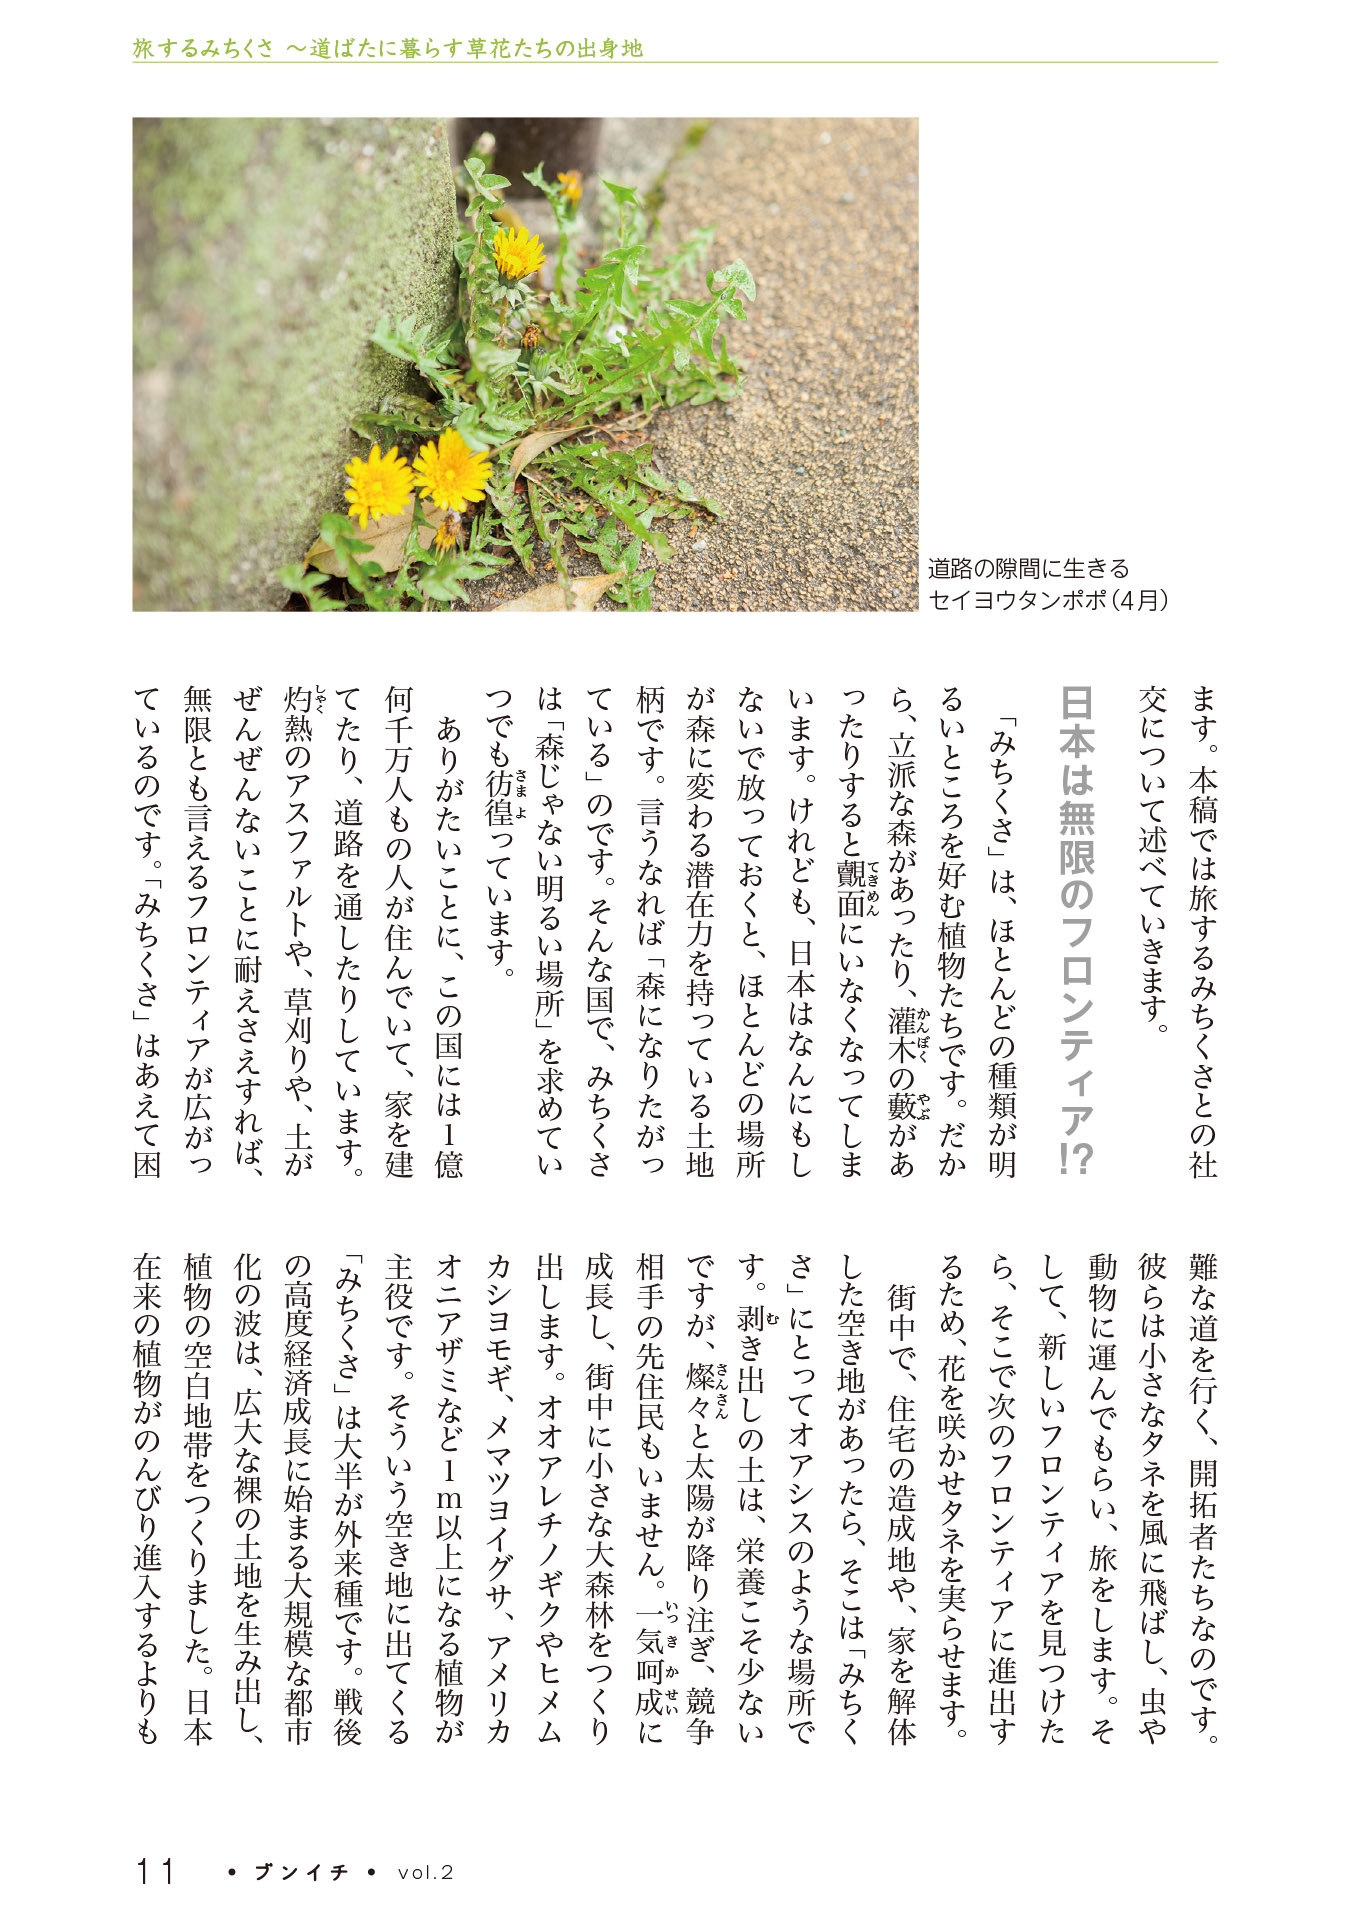 旅するみちくさ ～道ばたに暮らす草花たちの出身地
道路の隙間に生きる
セイヨウタンポポ（4月）
ます。本稿では旅するみちくさとの社
交について述べていきます。
日本は無限のフロンティア!?
「みちくさ」は、ほとんどの種類が明
るいところを好む植物たちです。だか
ら、立派な森があったり、灌木の藪があ
ったりすると覿面にいなくなってしま
います。けれども、日本はなんにもし
ないで放っておくと、ほとんどの場所
が森に変わる潜在力を持っている土地
柄です。言うなれば「森になりたがっ
ている」のです。そんな国で、みちくさ
は「森じゃない明るい場所」を求めてい
つでも彷徨っています。
ありがたいことに、この国には1億
何千万人もの人が住んでいて、家を建
てたり、道路を通したりしています。
灼熱のアスファルトや、草刈りや、土が
ぜんぜんないことに耐えさえすれば、
無限とも言えるフロンティアが広がっ
ているのです。「みちくさ」はあえて困
難な道を行く、開拓者たちなのです。
彼らは小さなタネを風に飛ばし、虫や
動物に運んでもらい、旅をします。そ
して、新しいフロンティアを見つけた
ら、そこで次のフロンティアに進出す
るため、花を咲かせタネを実らせます。
街中で、住宅の造成地や、家を解体
した空き地があったら、そこは「みちく
さ」にとってオアシスのような場所で
す。剥き出しの土は、栄養こそ少ない
ですが、燦々と太陽が降り注ぎ、競争
相手の先住民もいません。一気呵成に
成長し、街中に小さな大森林をつくり
出します。オオアレチノギクやヒメム
カシヨモギ、メマツヨイグサ、アメリカ
オニアザミなど1m以上になる植物が
主役です。そういう空き地に出てくる
「みちくさ」は大半が外来種です。戦後
の高度経済成長に始まる大規模な都市
化の波は、広大な裸の土地を生み出し、
植物の空白地帯をつくりました。日本
在来の植物がのんびり進入するよりも
かんぼく
やぶ
てきめん
さまよ
しゃく
む
さんさん
いっきかせい
11 ・ブンイチ・ vol.2